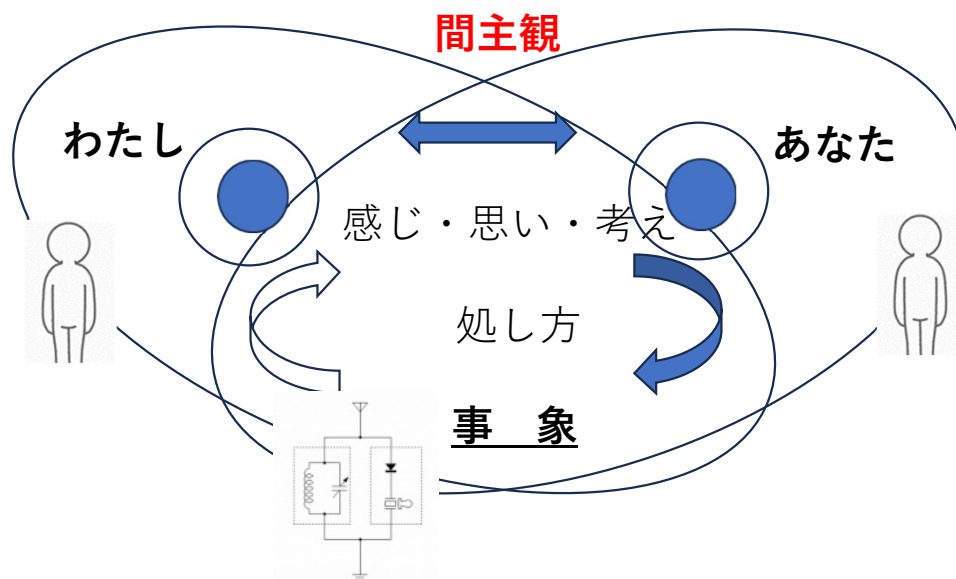 間主観
わたし
あなた
感じ・思い・考え
処し方
事　象